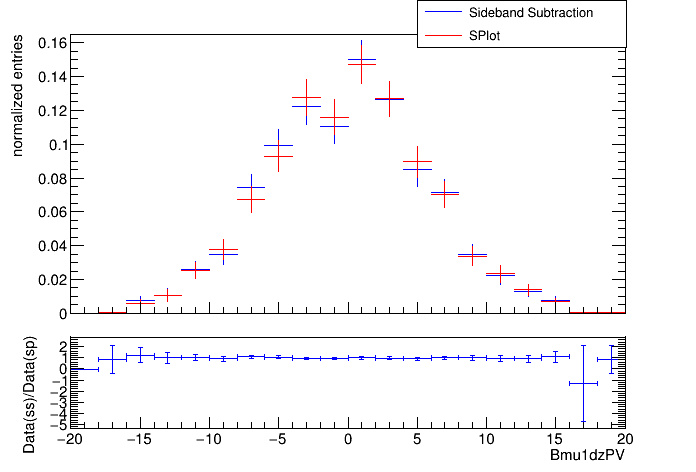 Sideband Subtraction
SPlot
normalized entries
0.16
0.14
0.12
0.1
0.08
0.06
0.04
0.02
0
Data(ss)/Data(sp)
2
1
0
−1
−2
−3
−4
−5
−20 −15 −10 −5 0 5 10 15 20
Bmu1dzPV